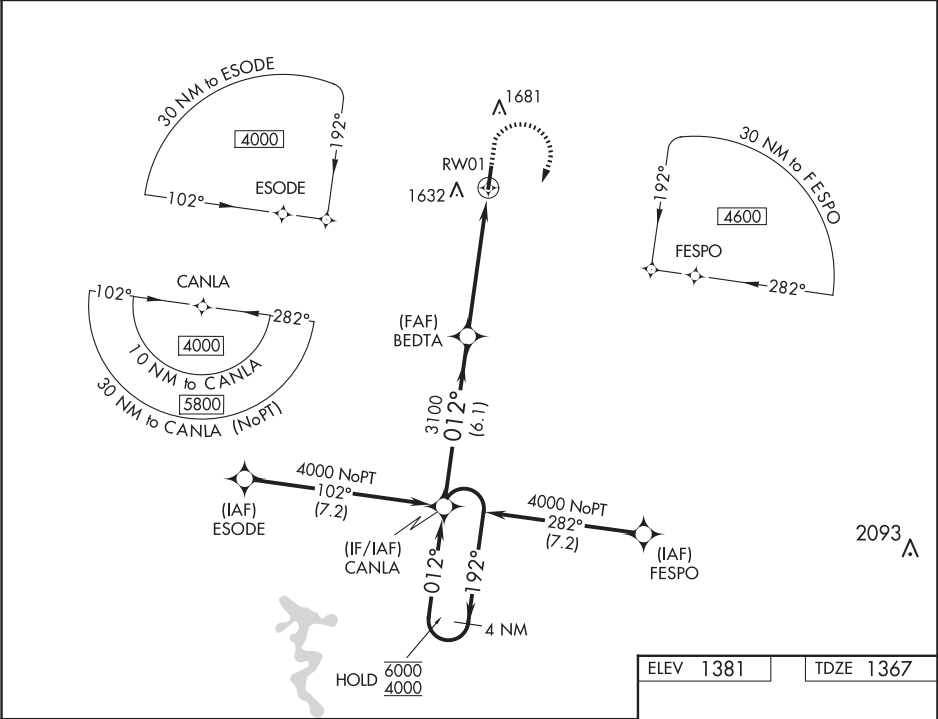 30 NM to ESODE
4000
192°
102°
ESODE
1681
RW01
1632
30 NM to FESPO
192°
4600
FESPO
282°
CANLA
102°
282°
4000
10 NM to CANLA
5800
30 NM to CANLA (NoPT)
(FAF)
BEDTA
3100
012°
(6.1)
4000 NoPT
102°
(7.2)
(IAF)
ESODE
4000 NoPT
282°
(7.2)
(IAF)
FESPO
(IF/IAF)
CANLA
2093
012°
192°
4 NM
HOLD 6000
4000
ELEV 1381
TDZE 1367